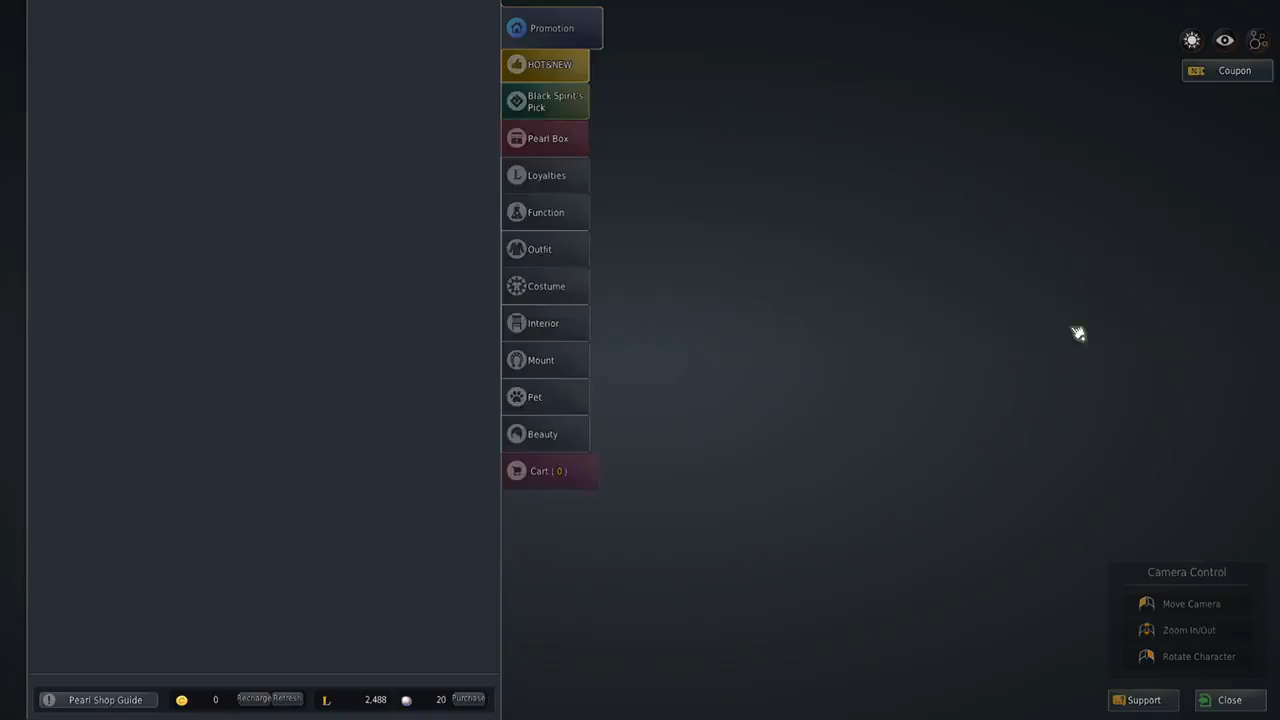 Promotion
HOT&NEW
Black Spirit's
Pick
Pearl Box
Loyalties
Function
Outfit
Costume
Interior
Mount
Pet
Beauty
Cart ( 0 )
Coupon
Camera Control
Move Camera
Zoom In/Out
Rotate Character
Pearl Shop Guide
0
Recharge
Refresh
L
2,488
20
Purchase
Support
Close